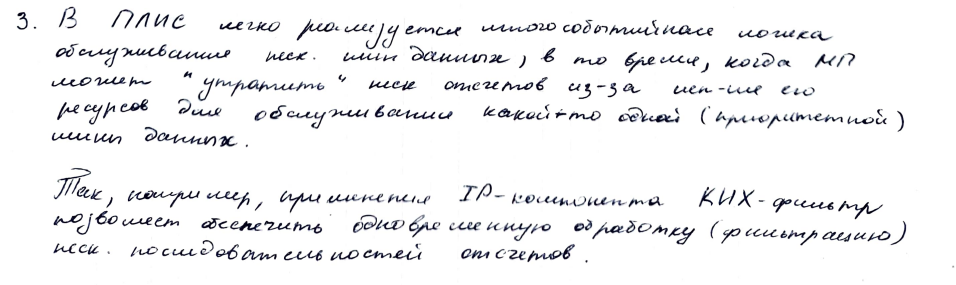 3. В ПЛИС легко реализуется многособытийная логика
обслуживания неск. шин данных, в то время, когда МП
может "утратить" неск отсчетов из-за исп-ния его
ресурсов для обслуживания какой-то одной (приоритетной)
шины данных.
Так, например, применение IP-компонента КИХ-фильтр
позволяет обеспечить одновременную обработку (фильтрацию)
неск. последовательностей отсчетов.